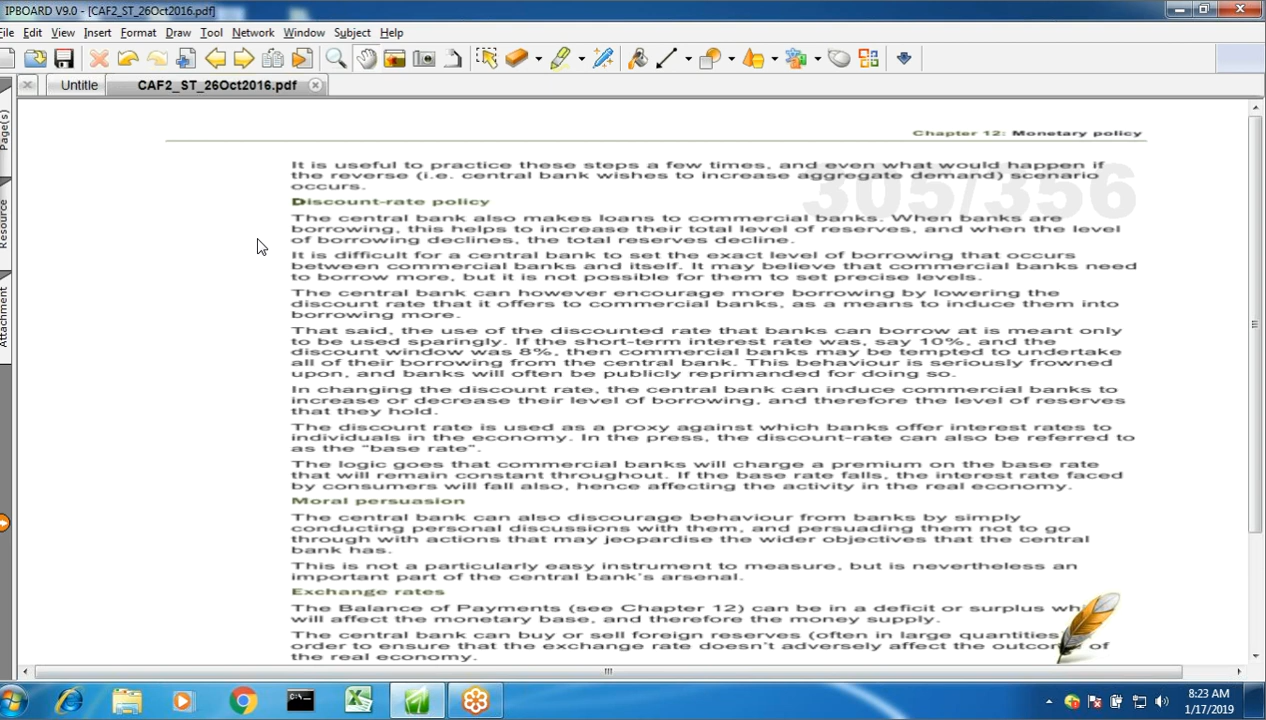 IPBOARD V9.0 - [CAF2_ST_26Oct2016.pdf]
File Edit View Insert Format Draw Tool Network Window Subject Help
Untitle CAF2_ST_26Oct2016.pdf
Page(s)
Resource
Attachment
Chapter 12: Monetary policy
305/356
It is useful to practice these steps a few times, and even what would happen if
the reverse (i.e. central bank wishes to increase aggregate demand) scenario
occurs.
Discount-rate policy
The central bank also makes loans to commercial banks. When banks are
borrowing, this helps to increase their total level of reserves, and when the level
of borrowing declines, the total reserves decline.
It is difficult for a central bank to set the exact level of borrowing that occurs
between commercial banks and itself. It may believe that commercial banks need
to borrow more, but it is not possible for them to set precise levels.
The central bank can however encourage more borrowing by lowering the
discount rate that it offers to commercial banks, as a means to induce them into
borrowing more.
That said, the use of the discounted rate that banks can borrow at is meant only
to be used sparingly. If the short-term interest rate was, say 10%, and the
discount window was 8%, then commercial banks may be tempted to undertake
all of their borrowing from the central bank. This behaviour is seriously frowned
upon, and banks will often be publicly reprimanded for doing so.
In changing the discount rate, the central bank can induce commercial banks to
increase or decrease their level of borrowing, and therefore the level of reserves
that they hold.
The discount rate is used as a proxy against which banks offer interest rates to
individuals in the economy. In the press, the discount-rate can also be referred to
as the "base rate".
The logic goes that commercial banks will charge a premium on the base rate
that will remain constant throughout. If the base rate falls, the interest rate faced
by consumers will fall also, hence affecting the activity in the real economy.
Moral persuasion
The central bank can also discourage behaviour from banks by simply
conducting personal discussions with them, and persuading them not to go
through with actions that may jeopardise the wider objectives that the central
bank has.
This is not a particularly easy instrument to measure, but is nevertheless an
important part of the central bank's arsenal.
Exchange rates
The Balance of Payments (see Chapter 12) can be in a deficit or surplus wh
will affect the monetary base, and therefore the money supply.
The central bank can buy or sell foreign reserves (often in large quantities
order to ensure that the exchange rate doesn't adversely affect the outcome of
the real economy.
8:23 AM
1/17/2019